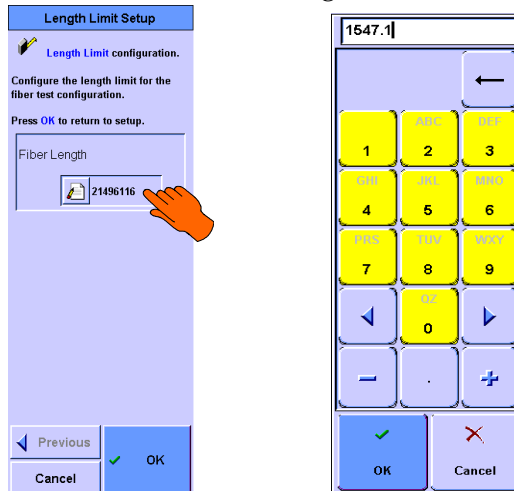 Length Limit Setup
Length Limit configuration.
Configure the length limit for the
fiber test configuration.
Press OK to return to setup.
Fiber Length
21496116
Previous
OK
Cancel
1547.1
ABC
DEF
1
2
3
GHI
JKL
MNO
4
5
6
PRS
TUV
WXY
7
8
9
QZ
0
.
OK
Cancel